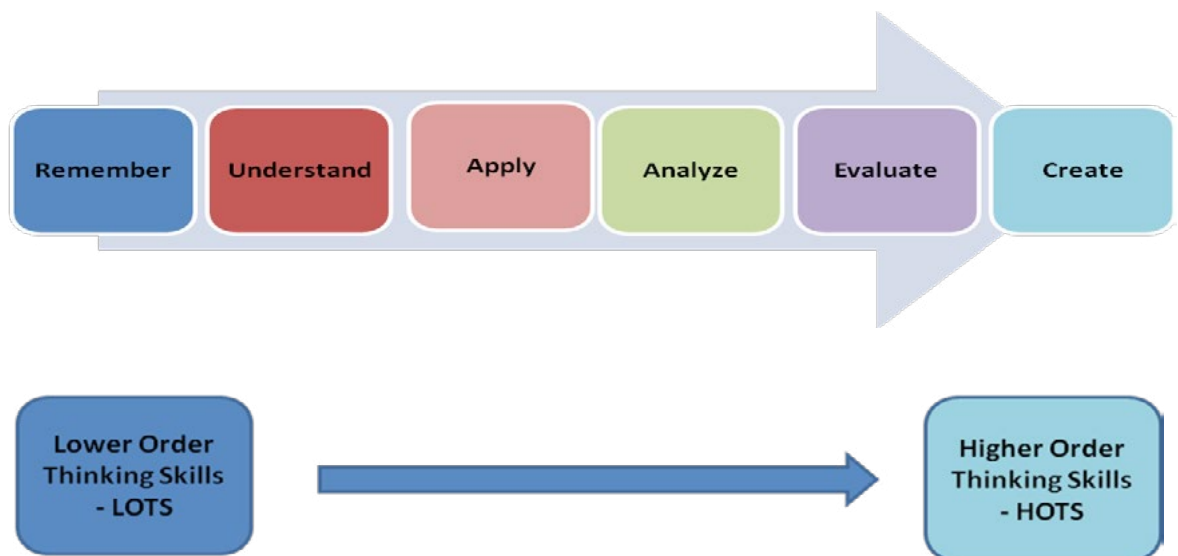 Remember
Understand
Apply
Analyze
Evaluate
Create
Lower Order
Thinking Skills
- LOTS
Higher Order
Thinking Skills
- HOTS